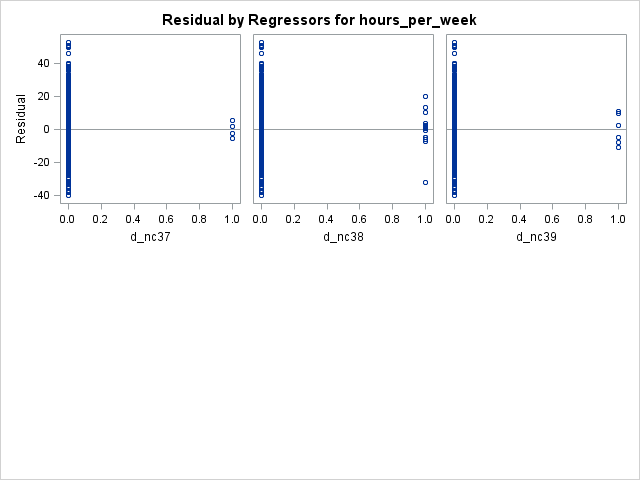 Residual by Regressors for hours_per_week
Residual
40
20
0
-20
-40
0.0 0.2 0.4 0.6 0.8 1.0 0.0 0.2 0.4 0.6 0.8 1.0 0.0 0.2 0.4 0.6 0.8 1.0
d_nc37 d_nc38 d_nc39